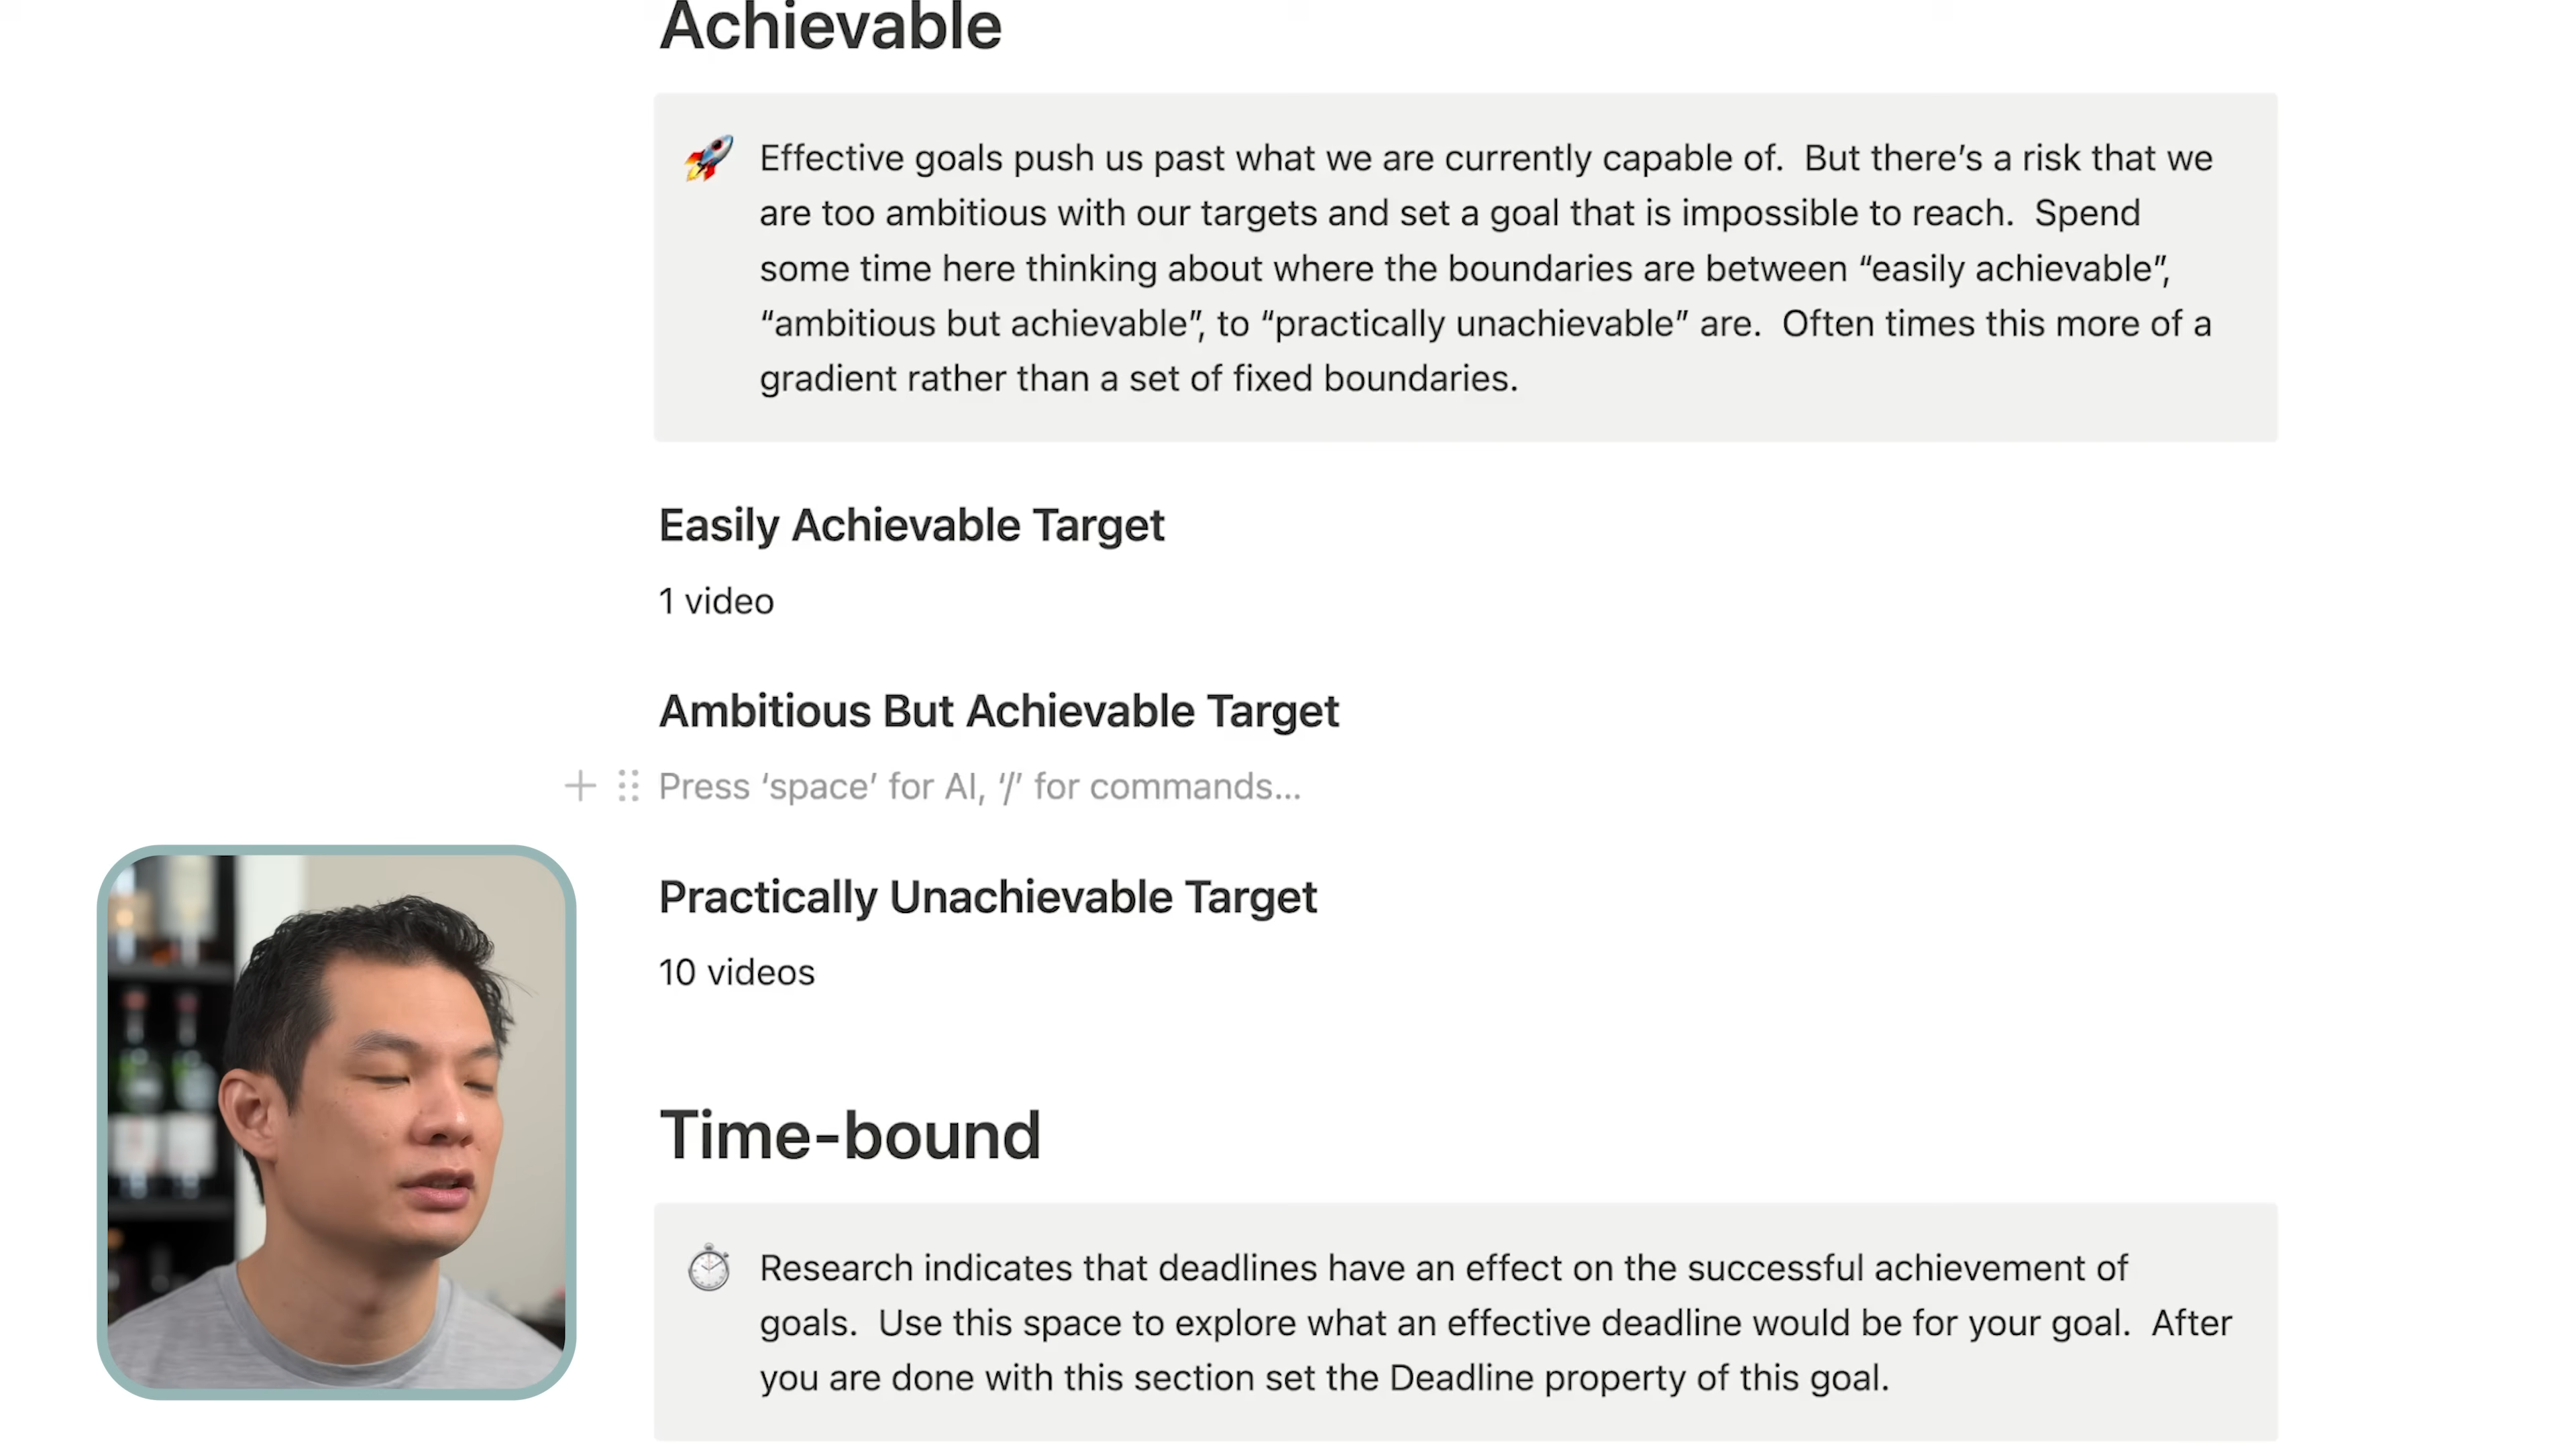 Achievable
Effective goals push us past what we are currently capable of.  But there’s a risk that we
are too ambitious with our targets and set a goal that is impossible to reach.  Spend
some time here thinking about where the boundaries are between “easily achievable”,
“ambitious but achievable”, to “practically unachievable” are.  Often times this more of a
gradient rather than a set of fixed boundaries.
Easily Achievable Target
1 video
Ambitious But Achievable Target
Press ‘space’ for AI, ‘/’ for commands...
Practically Unachievable Target
10 videos
Time-bound
Research indicates that deadlines have an effect on the successful achievement of
goals.  Use this space to explore what an effective deadline would be for your goal.  After
you are done with this section set the Deadline property of this goal.